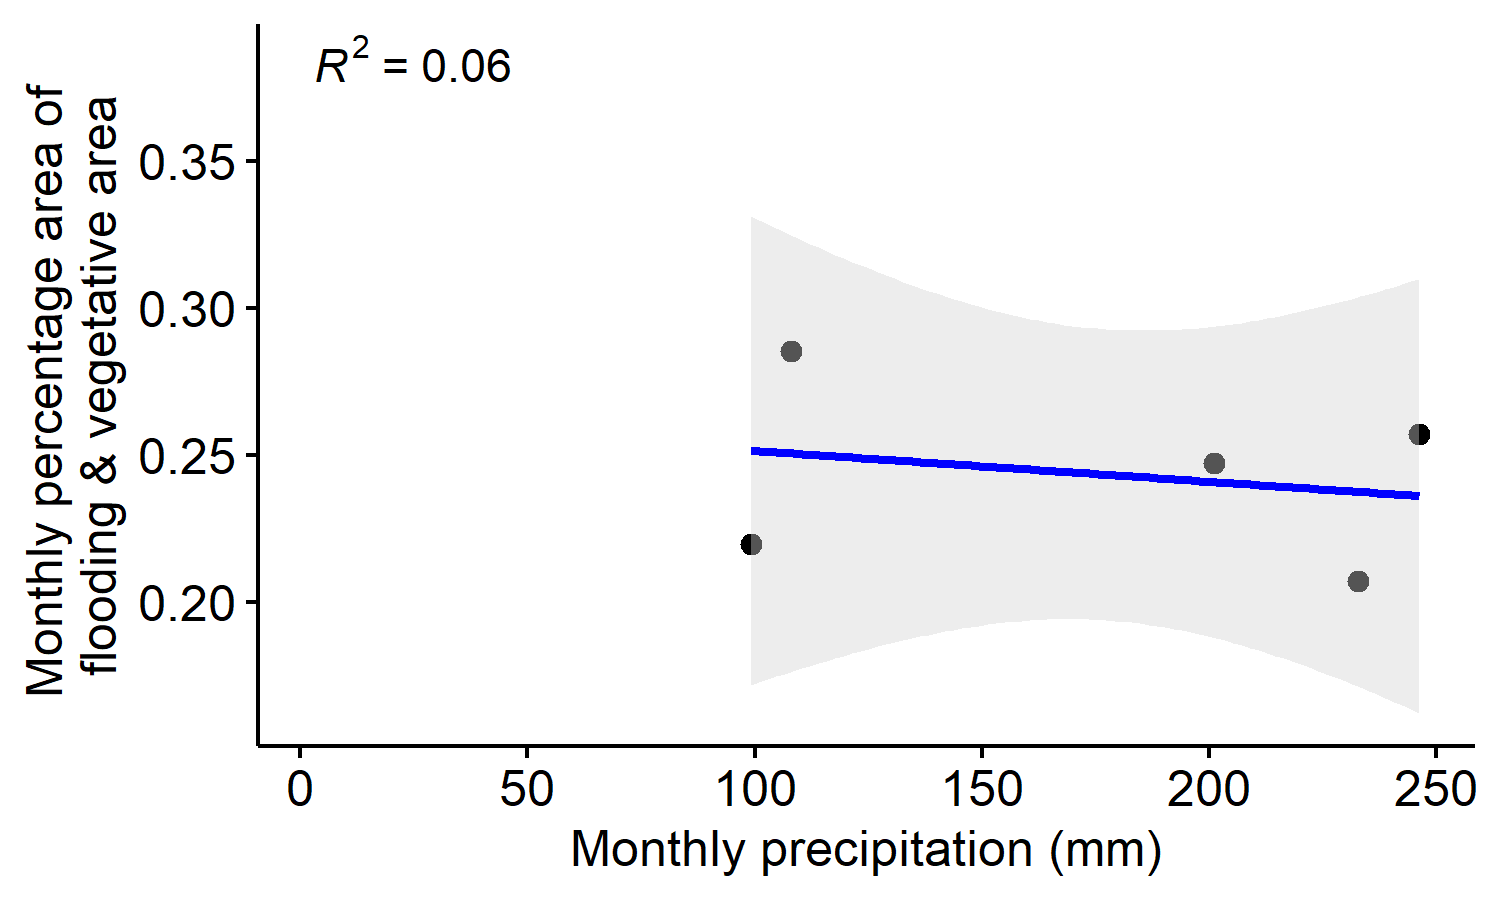 R² = 0.06
Monthly percentage area of
flooding & vegetative area
0.35
0.30
0.25
0.20
0 50 100 150 200 250
Monthly precipitation (mm)